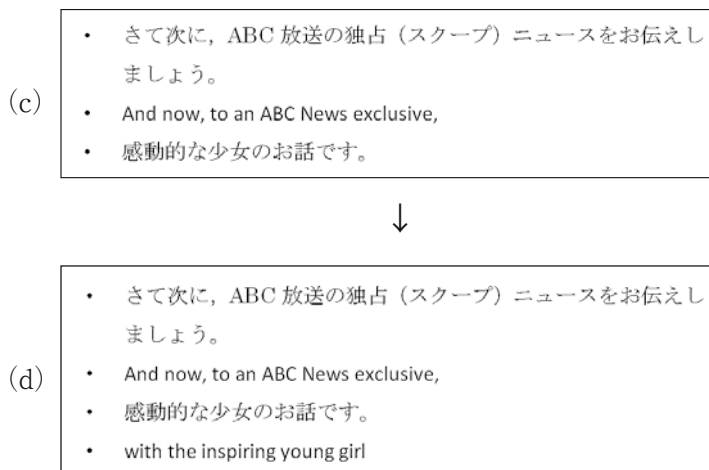 (c)
・ さて次に，ABC 放送の独占（スクープ）ニュースをお伝えし
ましょう。
・ And now, to an ABC News exclusive,
・ 感動的な少女のお話です。
↓
(d)
・ さて次に，ABC 放送の独占（スクープ）ニュースをお伝えし
ましょう。
・ And now, to an ABC News exclusive,
・ 感動的な少女のお話です。
・ with the inspiring young girl